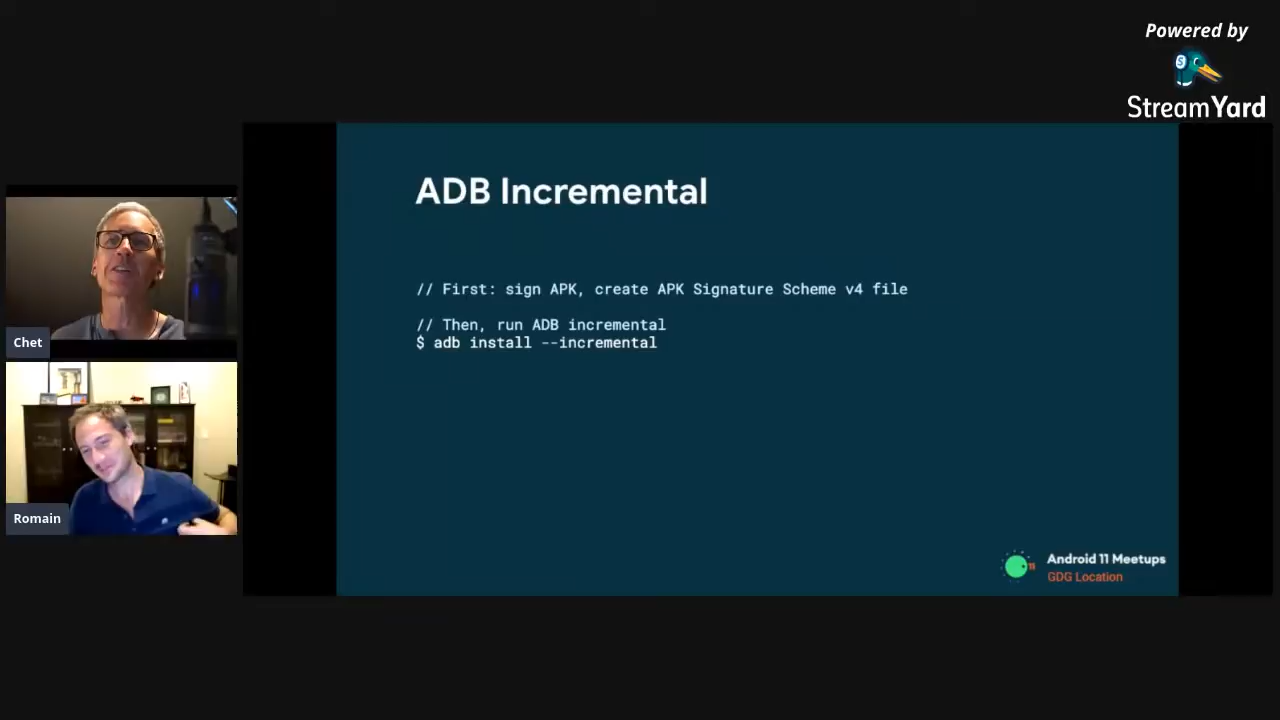 Powered by
S
StreamYard
ADB Incremental
// First: sign APK, create APK Signature Scheme v4 file
// Then, run ADB incremental
$ adb install --incremental
Chet
Romain
11
Android 11 Meetups
GDG Location